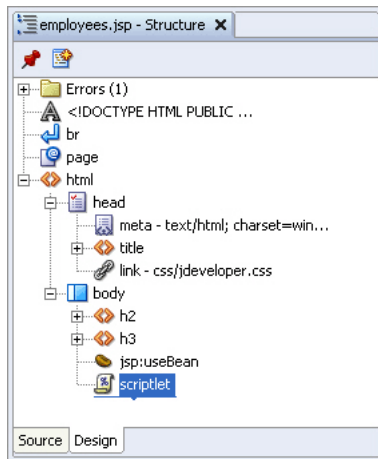 employees.jsp - Structure
Errors (1)
<!DOCTYPE HTML PUBLIC ...
br
page
html
head
meta - text/html; charset=win...
title
link - css/jdeveloper.css
body
h2
h3
jsp:useBean
scriptlet
Source Design